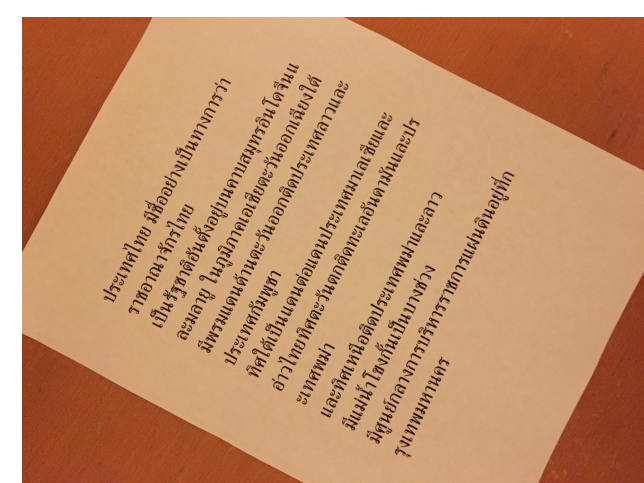 ประเทศไทย มีชื่ออย่างเป็นทางการว่า
ราชอาณาจักรไทย
เป็นรัฐชาติอันตั้งอยู่บนคาบสมุทรอินโดจีนแ
ละมลายู ในภูมิภาคเอเชียตะวันออกเฉียงใต้
มีพรมแดนด้านตะวันออกติดประเทศลาวและ
ประเทศกัมพูชา
ทิศใต้เป็นแดนต่อแดนประเทศมาเลเซียและ
อ่าวไทยทิศตะวันตกติดทะเลอันดามันและปร
ะเทศพม่า
และทิศเหนือติดประเทศพม่าและลาว
มีแม่น้ำโขงกั้นเป็นบางช่วง
มีศูนย์กลางการบริหารราชการแผ่นดินอยู่ที่ก
รุงเทพมหานคร